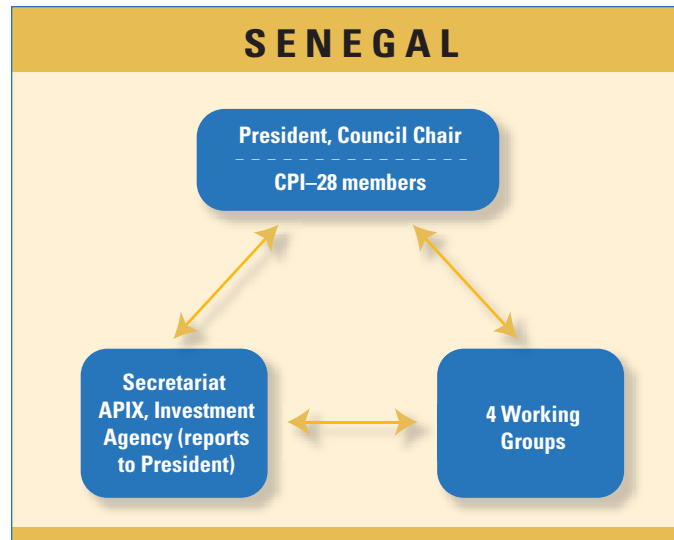 SENEGAL
President, Council Chair
CPI–28 members
Secretariat
APIX, Investment
Agency (reports
to President)
4 Working
Groups